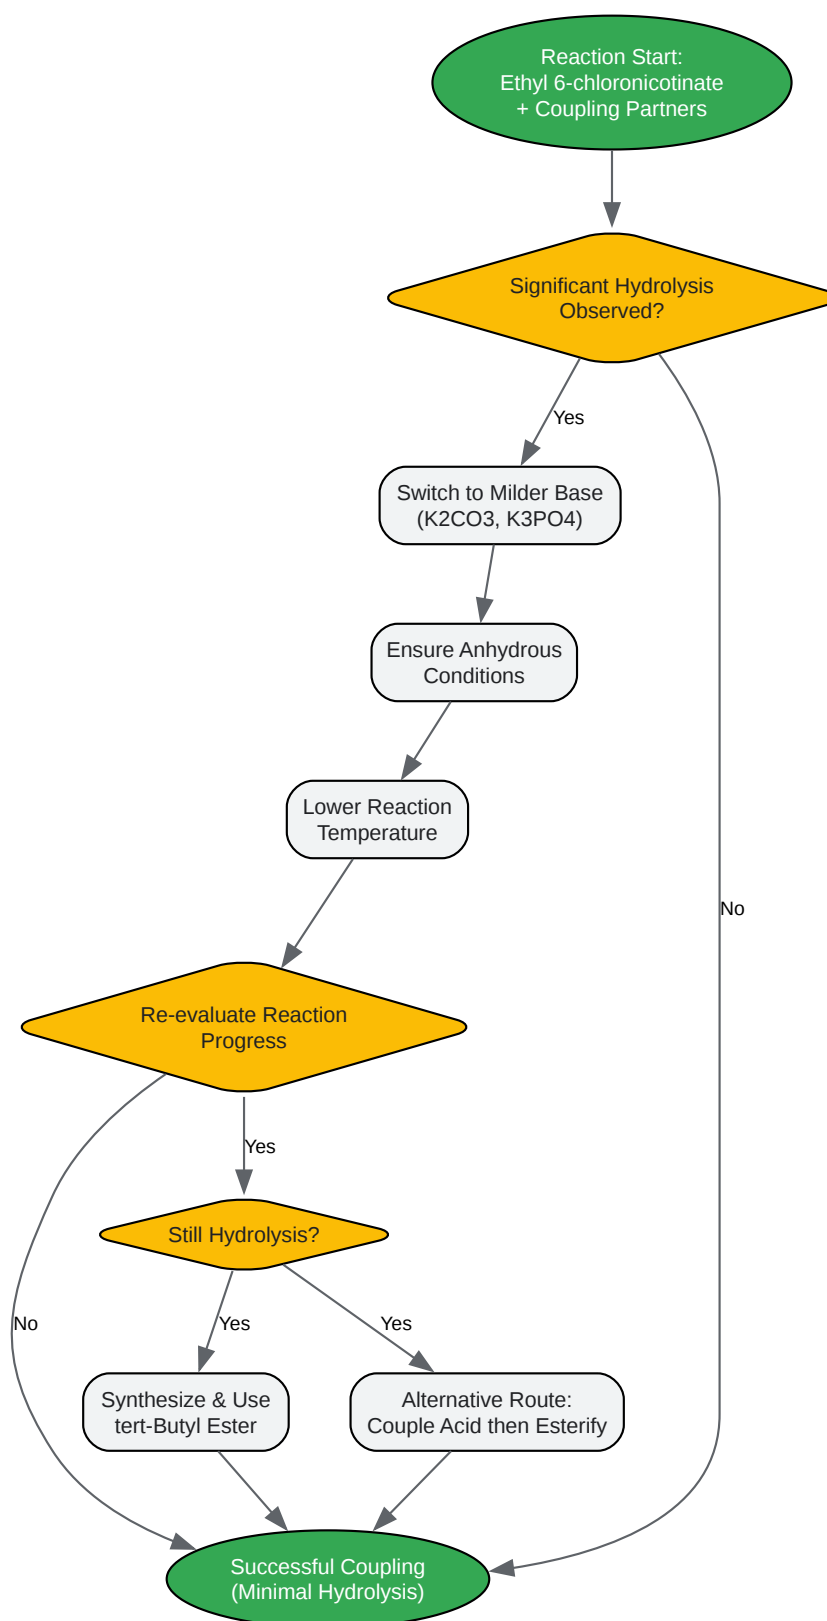 Reaction Start:
Ethyl 6-chloronicotinate
+ Coupling Partners
Significant Hydrolysis
Observed?
Yes
Switch to Milder Base
(K2CO3, K3PO4)
Ensure Anhydrous
Conditions
Lower Reaction
Temperature
No
Re-evaluate Reaction
Progress
Yes
Still Hydrolysis?
No
Yes
Yes
Synthesize & Use
tert-Butyl Ester
Alternative Route:
Couple Acid then Esterify
Successful Coupling
(Minimal Hydrolysis)